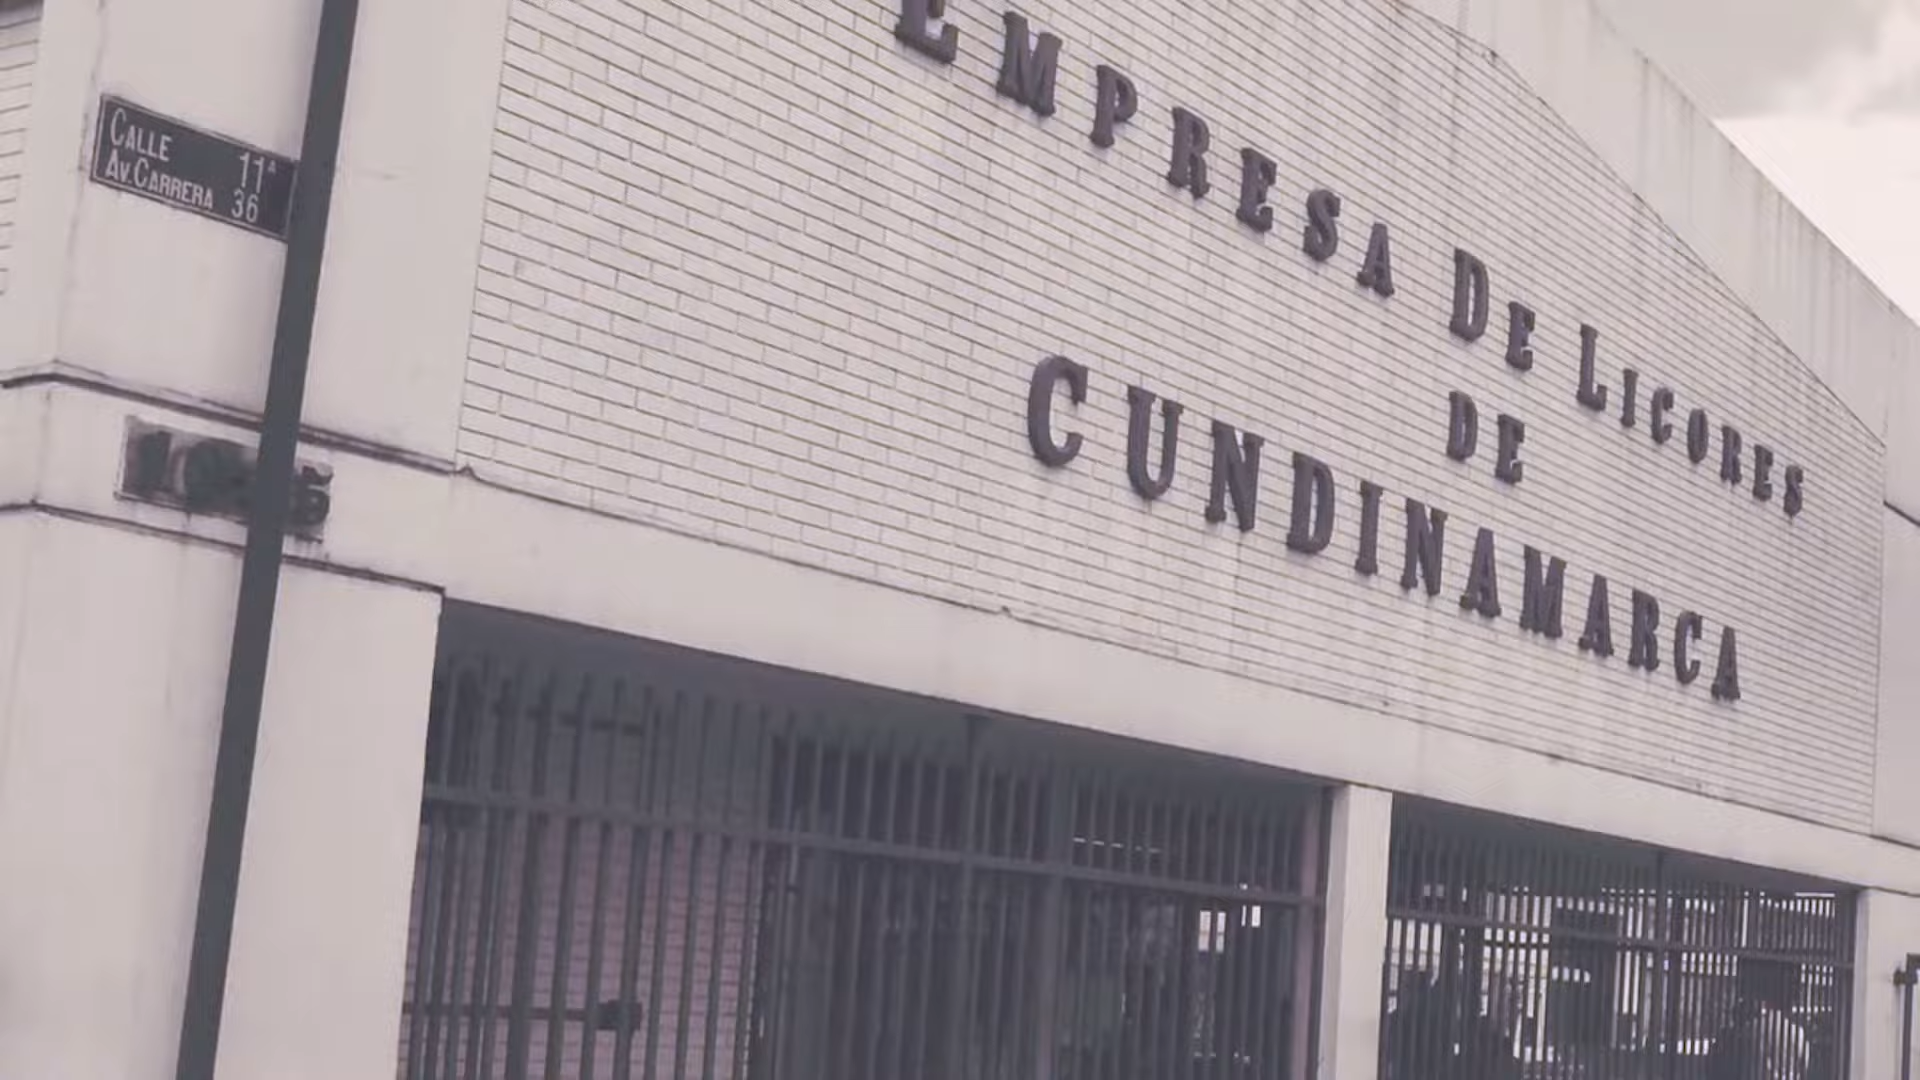 CALLE 11A
AV. CARRERA 36
EMPRESA DE LICORES
DE
CUNDINAMARCA